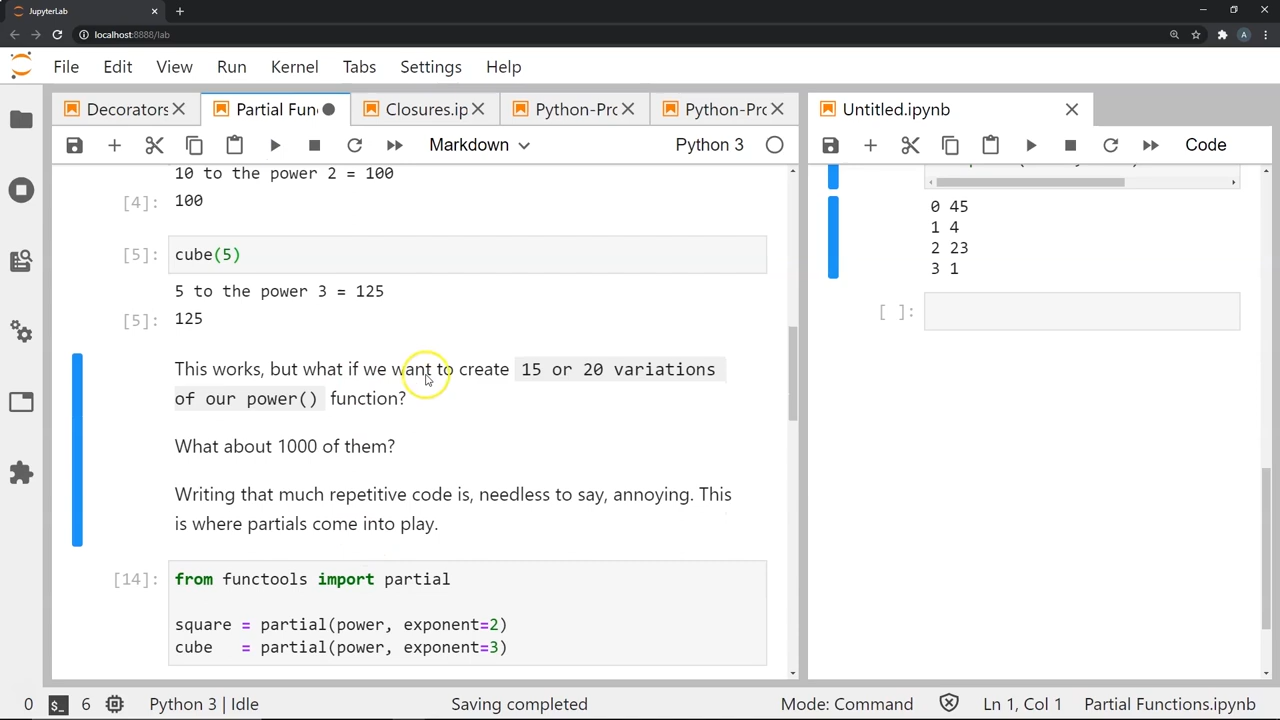 JupyterLab
localhost:8888/lab
File Edit View Run Kernel Tabs Settings Help
Decorators Partial Fun Closures.ip Python-Pro Python-Pro Untitled.ipynb
Markdown Python 3 Code
10 to the power 2 = 100
[4]: 100
[5]: cube(5)
5 to the power 3 = 125
[5]: 125
This works, but what if we want to create 15 or 20 variations
of our power() function?
What about 1000 of them?
Writing that much repetitive code is, needless to say, annoying. This
is where partials come into play.
[14]: from functools import partial
square = partial(power, exponent=2)
cube = partial(power, exponent=3)
0 45
1 4
2 23
3 1
[ ]:
0 $_ 6 Python 3 | Idle Saving completed Mode: Command Ln 1, Col 1 Partial Functions.ipynb